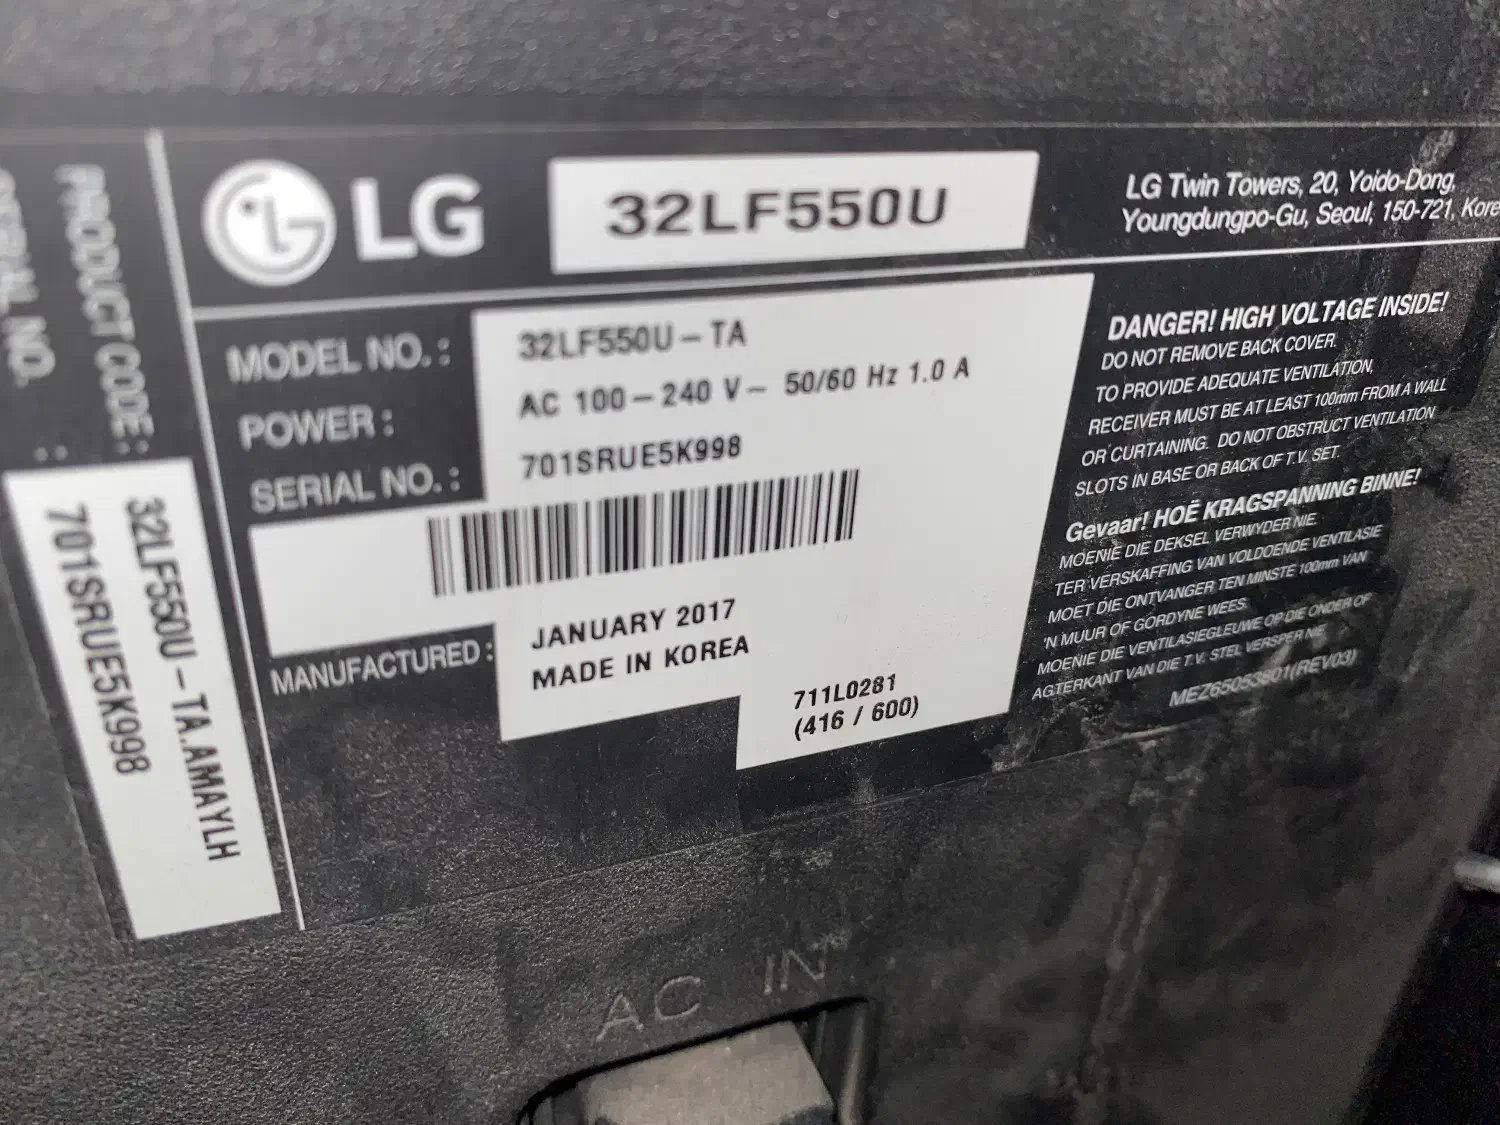 LG
32LF550U
LG Twin Towers, 20, Yoido-Dong,
Youngdungpo-Gu, Seoul, 150-721, Kore
MODEL NO. : 32LF550U-TA
POWER : AC 100-240 V~ 50/60 Hz 1.0 A
SERIAL NO. : 701SRUE5K998
MANUFACTURED : JANUARY 2017
MADE IN KOREA
711L0281
(416 / 600)
DANGER! HIGH VOLTAGE INSIDE!
DO NOT REMOVE BACK COVER.
TO PROVIDE ADEQUATE VENTILATION,
RECEIVER MUST BE AT LEAST 100mm FROM A WALL
OR CURTAINING. DO NOT OBSTRUCT VENTILATION
SLOTS IN BASE OR BACK OF T.V. SET.
Gevaar! HOË KRAGSPANNING BINNE!
MOENIE DIE DEKSEL VERWYDER NIE.
TER VERSKAFFING VAN VOLDOENDE VENTILASIE
MOET DIE ONTVANGER TEN MINSTE 100mm VAN
'N MUUR OF GORDYNE WEES.
MOENIE DIE VENTILASIEGLEUWE OP DIE ONDER OF
AGTERKANT VAN DIE T.V. STEL VERSPER NIE.
MEZ65053801(REV03)
PRODUCT CODE : 32LF550U-TA.AMAYLH
SERIAL NO. : 701SRUE5K998
AC IN